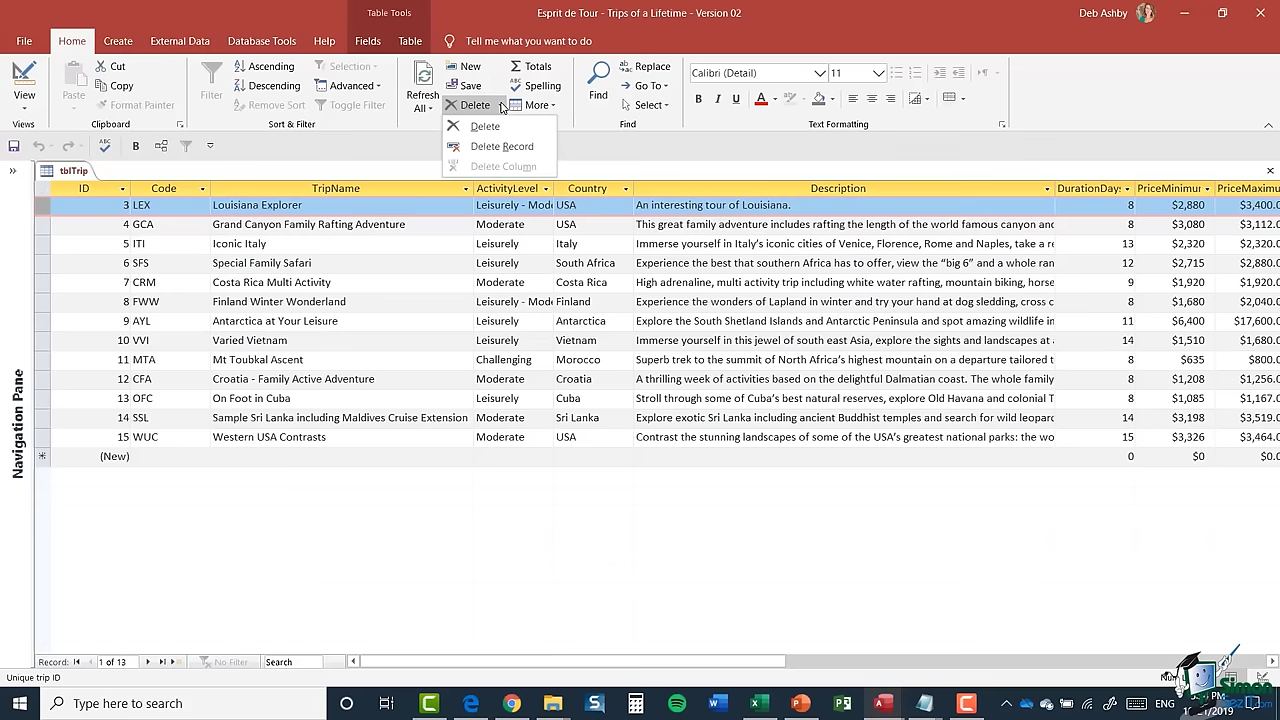 Table Tools
Esprit de Tour - Trips of a Lifetime - Version 02
Deb Ashby
File Home Create External Data Database Tools Help Fields Table Tell me what you want to do
View
Views
Paste
Cut
Copy
Format Painter
Clipboard
Filter
Ascending
Descending
Remove Sort
Selection
Advanced
Toggle Filter
Sort & Filter
Refresh
All
New
Save
Delete
Totals
Spelling
More
Delete
Delete Record
Delete Column
Find
Replace
Go To
Select
Find
Calibri (Detail) 11
B I U A
Text Formatting
B
tblTrip
ID Code TripName ActivityLevel Country Description DurationDay PriceMinimur PriceMaximu
3 LEX Louisiana Explorer Leisurely - Mode USA An interesting tour of Louisiana. 8 $2,880 $3,400.
4 GCA Grand Canyon Family Rafting Adventure Moderate USA This great family adventure includes rafting the length of the world famous canyon and 8 $3,080 $3,112.0
5 ITI Iconic Italy Leisurely Italy Immerse yourself in Italy's iconic cities of Venice, Florence, Rome and Naples, take a re 13 $2,320 $2,320.
6 SFS Special Family Safari Leisurely South Africa Experience the best that southern Africa has to offer, view the “big 6” and a whole ran 12 $2,715 $2,880.
7 CRM Costa Rica Multi Activity Moderate Costa Rica High adrenaline, multi activity trip including white water rafting, mountain biking, horse 9 $1,920 $1,920.
8 FWW Finland Winter Wonderland Leisurely - Mode Finland Experience the wonders of Lapland in winter and try your hand at dog sledding, cross c 8 $1,680 $2,040.
9 AYL Antarctica at Your Leisure Leisurely Antarctica Explore the South Shetland Islands and Antarctic Peninsula and spot amazing wildlife in 11 $6,400 $17,600.
10 VVI Varied Vietnam Leisurely Vietnam Immerse yourself in this jewel of south east Asia, explore the sights and landscapes at 14 $1,510 $1,680.
11 MTA Mt Toubkal Ascent Challenging Morocco Superb trek to the summit of North Africa's highest mountain on a departure tailored t 8 $635 $800.
12 CFA Croatia - Family Active Adventure Moderate Croatia A thrilling week of activities based on the delightful Dalmatian coast. The whole family 8 $1,208 $1,256.
13 OFC On Foot in Cuba Leisurely Cuba Stroll through some of Cuba's best natural reserves, explore Old Havana and colonial T 8 $1,085 $1,167.
14 SSL Sample Sri Lanka including Maldives Cruise Extension Moderate Sri Lanka Explore exotic Sri Lanka including ancient Buddhist temples and search for wild leopard 14 $3,198 $3,519.
15 WUC Western USA Contrasts Moderate USA Contrast the stunning landscapes of some of the USA's greatest national parks: the wo 15 $3,326 $3,464.
(New) 0 $0 $0.0
Navigation Pane
Record: 1 of 13 No Filter Search
Unique trip ID
Type here to search
ENG